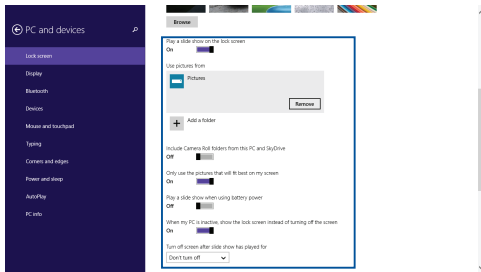 PC and devices
Lock screen
Display
Bluetooth
Devices
Mouse and touchpad
Typing
Corners and edges
Power and sleep
AutoPlay
PC info
Browse
Play a slide show on the lock screen
On
Use pictures from
Pictures
Remove
Add a folder
Include Camera Roll folders from this PC and SkyDrive
Off
Only use the pictures that will fit best on my screen
On
Play a slide show when using battery power
Off
When my PC is inactive, show the lock screen instead of turning off the screen
On
Turn off screen after slide show has played for
Don't turn off